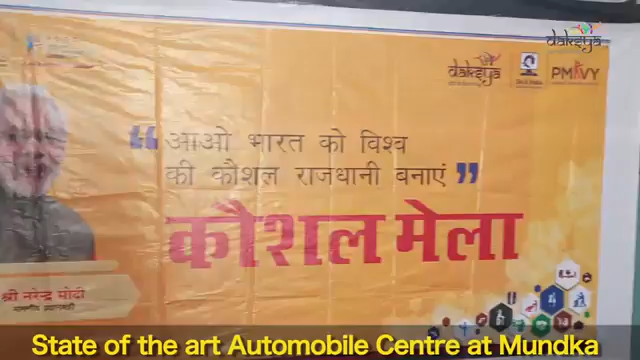 daksya
daksya
PMKVY
“ आओ भारत को विश्व
की कौशल राजधानी बनाएं ”
कौशल मेला
श्री नरेन्द्र मोदी
State of the art Automobile Centre at Mundka